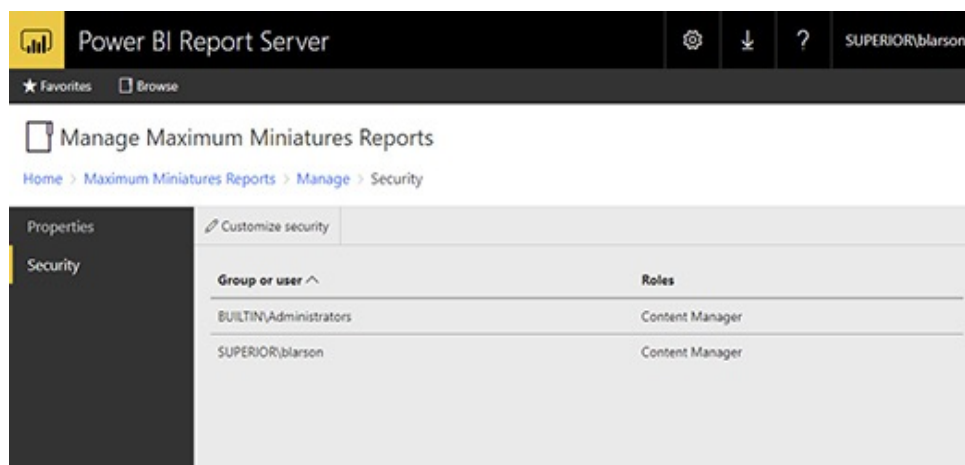 Power BI Report Server ? SUPERIOR\blarson
Favorites Browse
Manage Maximum Miniatures Reports
Home > Maximum Miniatures Reports > Manage > Security
Properties Customize security
Security
Group or user Roles
BUILTIN\Administrators Content Manager
SUPERIOR\blarson Content Manager